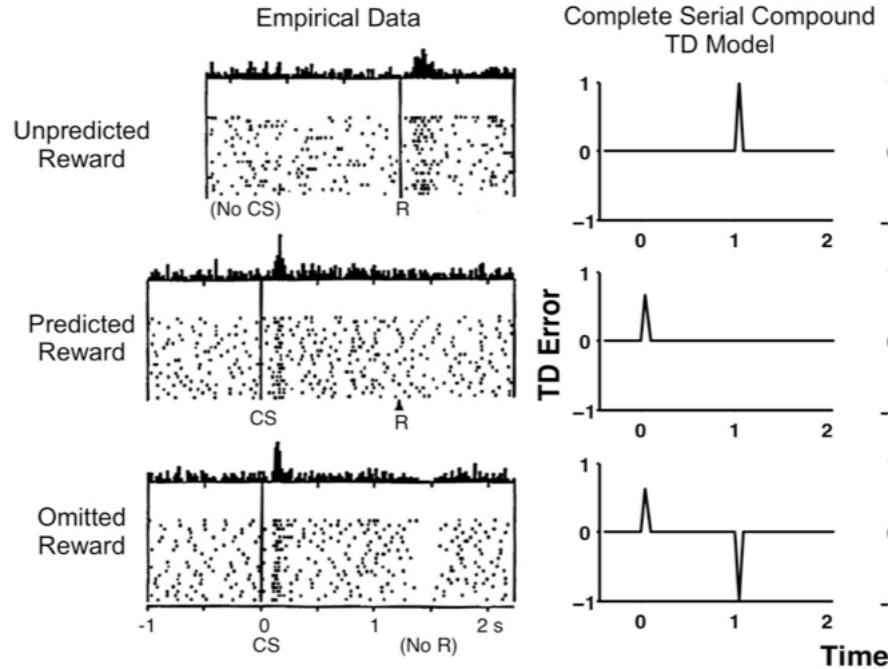 Empirical Data
Complete Serial Compound
TD Model
Unpredicted
Reward
(No CS)
R
1
0
−1
0
1
2
Predicted
Reward
CS
R
TD Error
1
0
−1
0
1
2
Omitted
Reward
-1
0
1
2 s
CS
(No R)
1
0
−1
0
1
2
Time